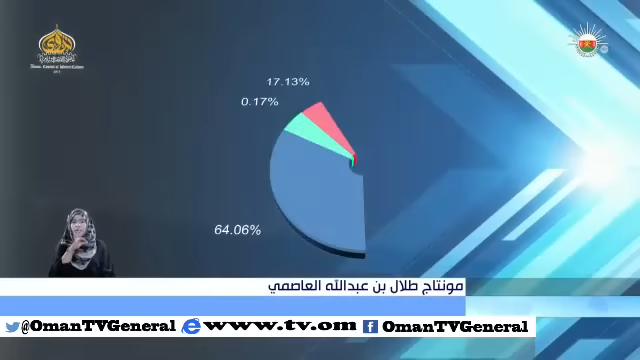 17.13%
0.17%
64.06%
مونتاج طلال بن عبدالله العاصمي
@OmanTVGeneral www.tv.om OmanTVGeneral